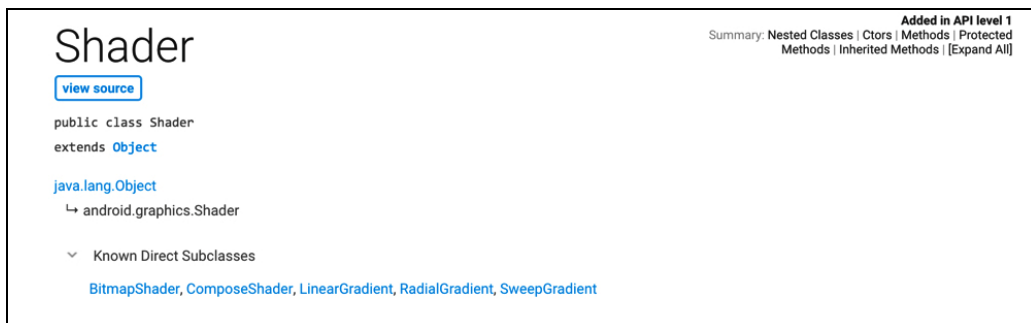 Shader
Added in API level 1
Summary: Nested Classes | Ctors | Methods | Protected
Methods | Inherited Methods | [Expand All]
view source
public class Shader
extends Object
java.lang.Object
↳ android.graphics.Shader
Known Direct Subclasses
BitmapShader, ComposeShader, LinearGradient, RadialGradient, SweepGradient